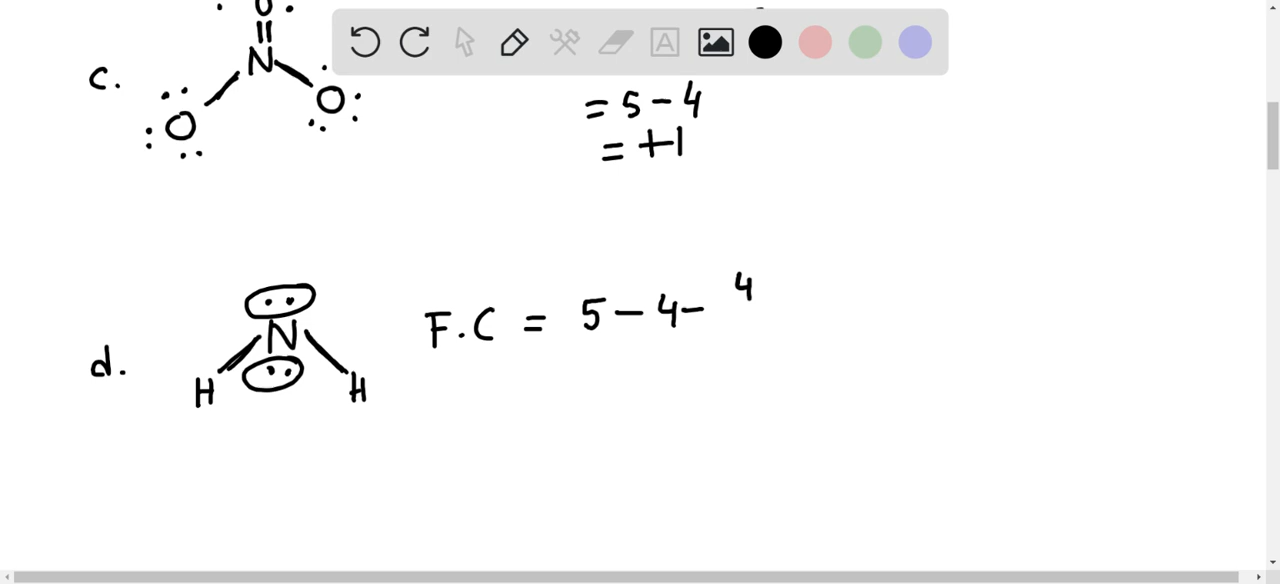 O
N
c.
O
O
= 5 - 4
= +1
4
N
F.C = 5 - 4 -
d.
H
H
A